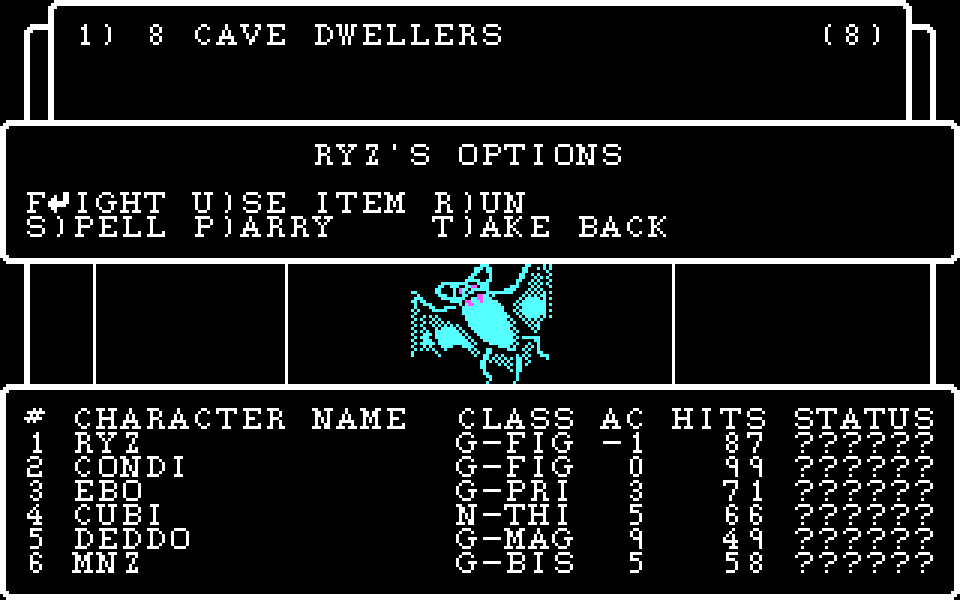 1) 8 CAVE DWELLERS (8)
RYZ'S OPTIONS
F↵IGHT U)SE ITEM R)UN
S)PELL P)ARRY T)AKE BACK
# CHARACTER NAME CLASS AC HITS STATUS
1 RYZ G-FIG -1 87 ??????
2 CONDI G-FIG 0 99 ??????
3 EBO G-PRI 3 71 ??????
4 CUBI N-THI 5 66 ??????
5 DEDDO G-MAG 9 49 ??????
6 MNZ G-BIS 5 58 ??????